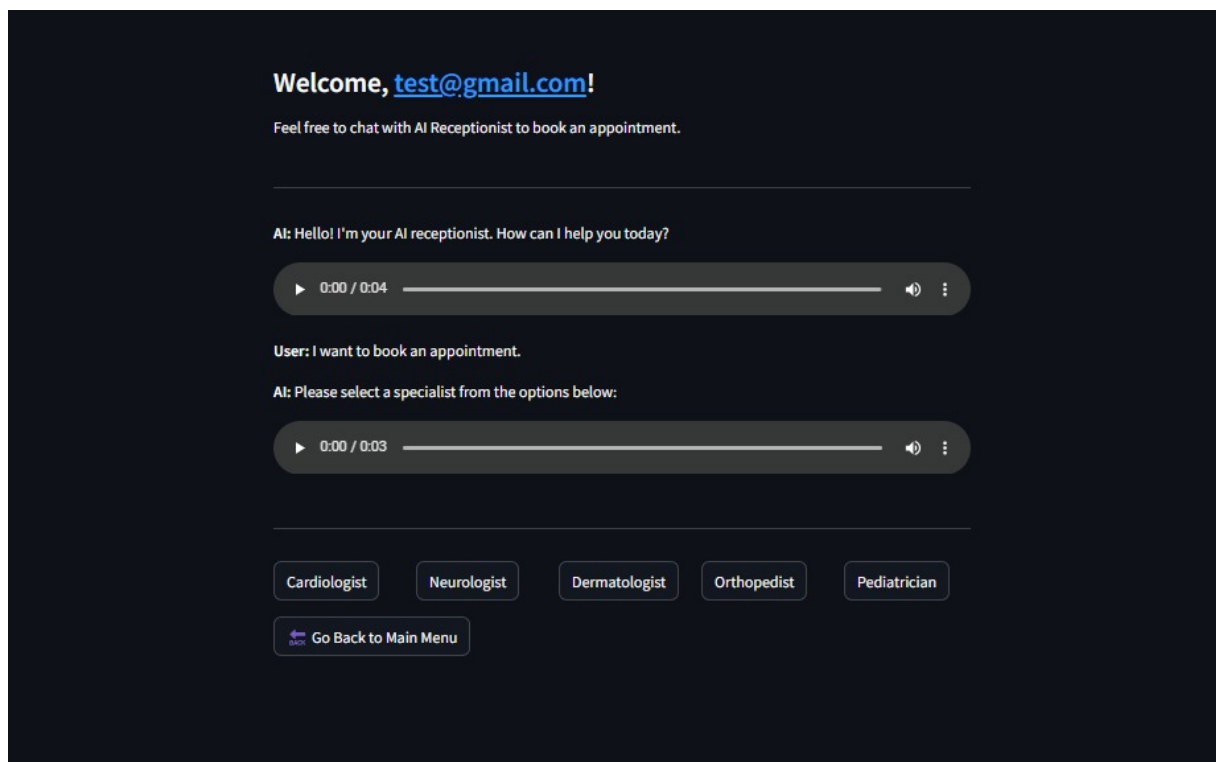 Welcome, test@gmail.com!
Feel free to chat with AI Receptionist to book an appointment.
AI: Hello! I'm your AI receptionist. How can I help you today?
0:00 / 0:04
User: I want to book an appointment.
AI: Please select a specialist from the options below:
0:00 / 0:03
Cardiologist Neurologist Dermatologist Orthopedist Pediatrician
BACK Go Back to Main Menu